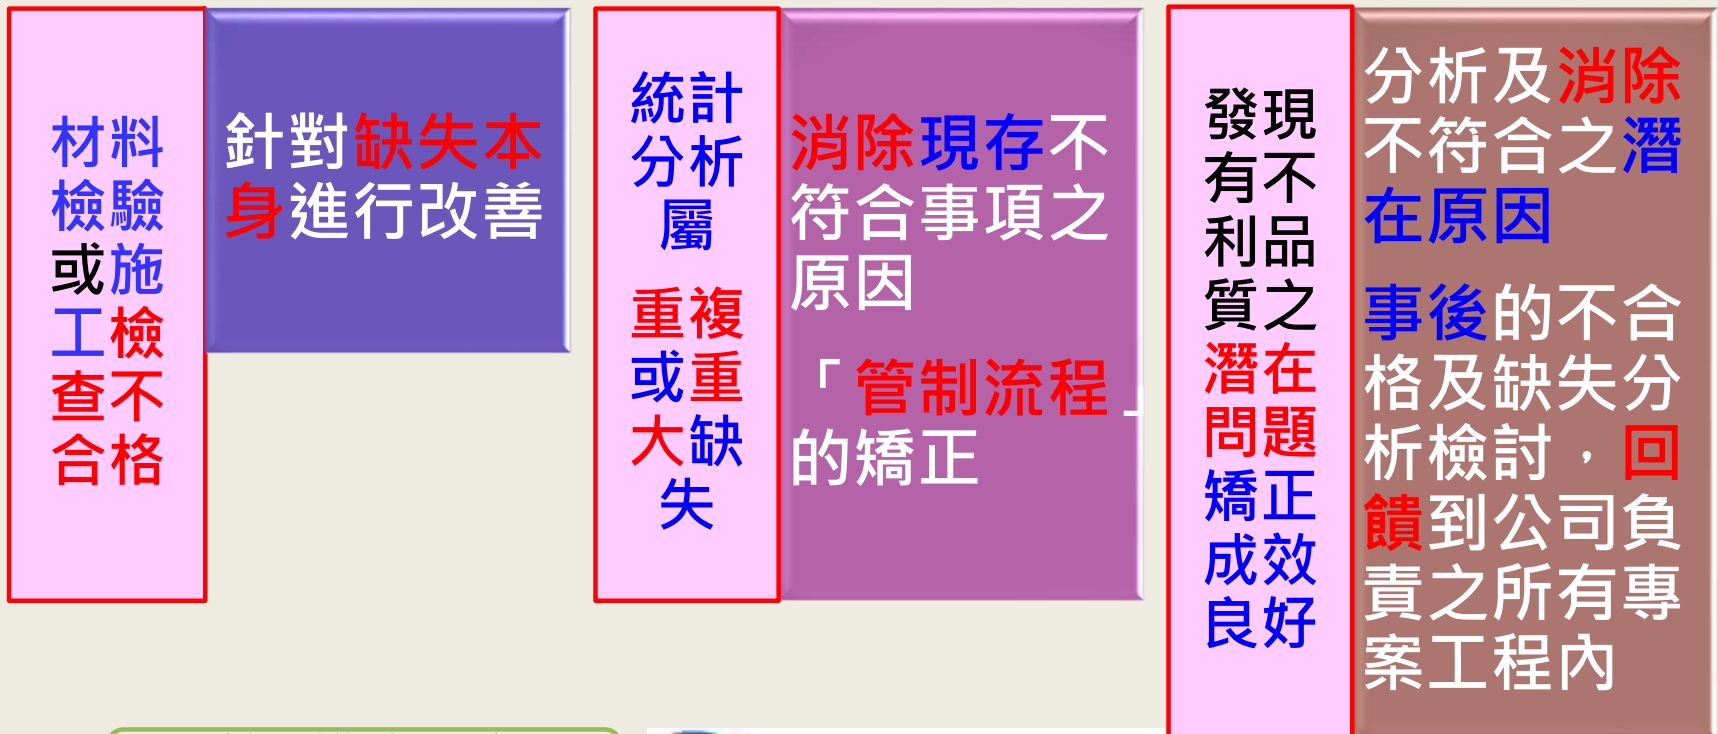 材料
檢驗
或施
工檢
查不
合格
針對缺失本
身進行改善
統計
分析
屬
重複
或重
大缺
失
消除現存不
符合事項之
原因
「管制流程」
的矯正
發現
有不
利品
質之
潛在
問題
矯正
成效
良好
分析及消除
不符合之潛
在原因
事後的不合
格及缺失分
析檢討，回
饋到公司負
責之所有專
案工程內